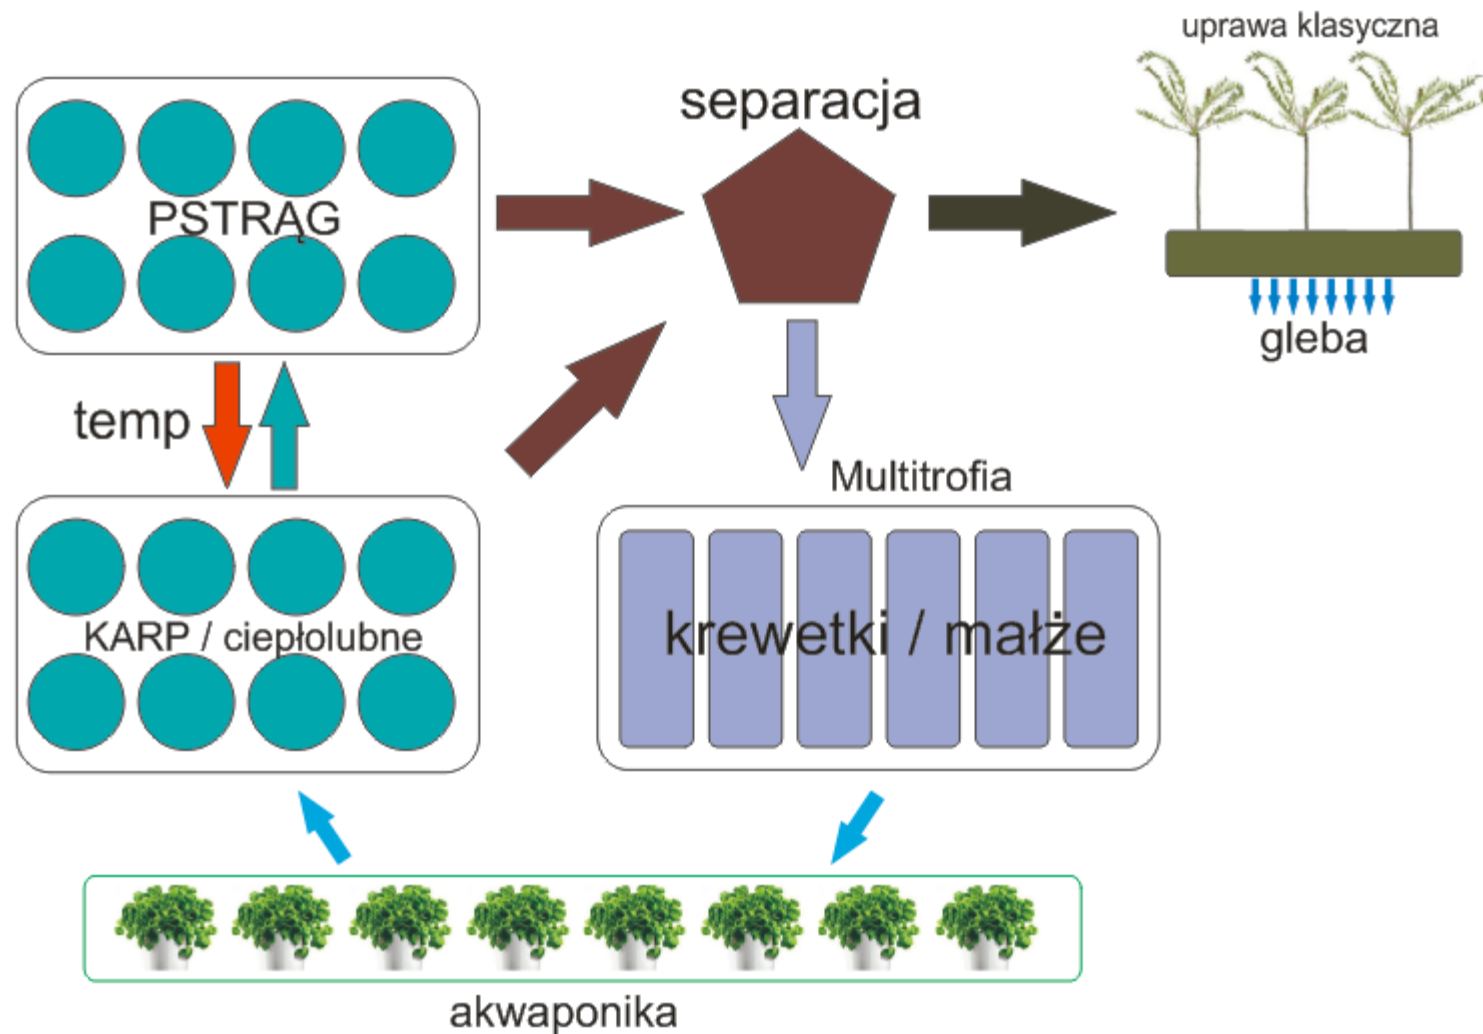 uprawa klasyczna
separacja
PSTRĄG
gleba
temp
Multitrofia
KARP / ciepłolubne
krewetki / małże
akwaponika